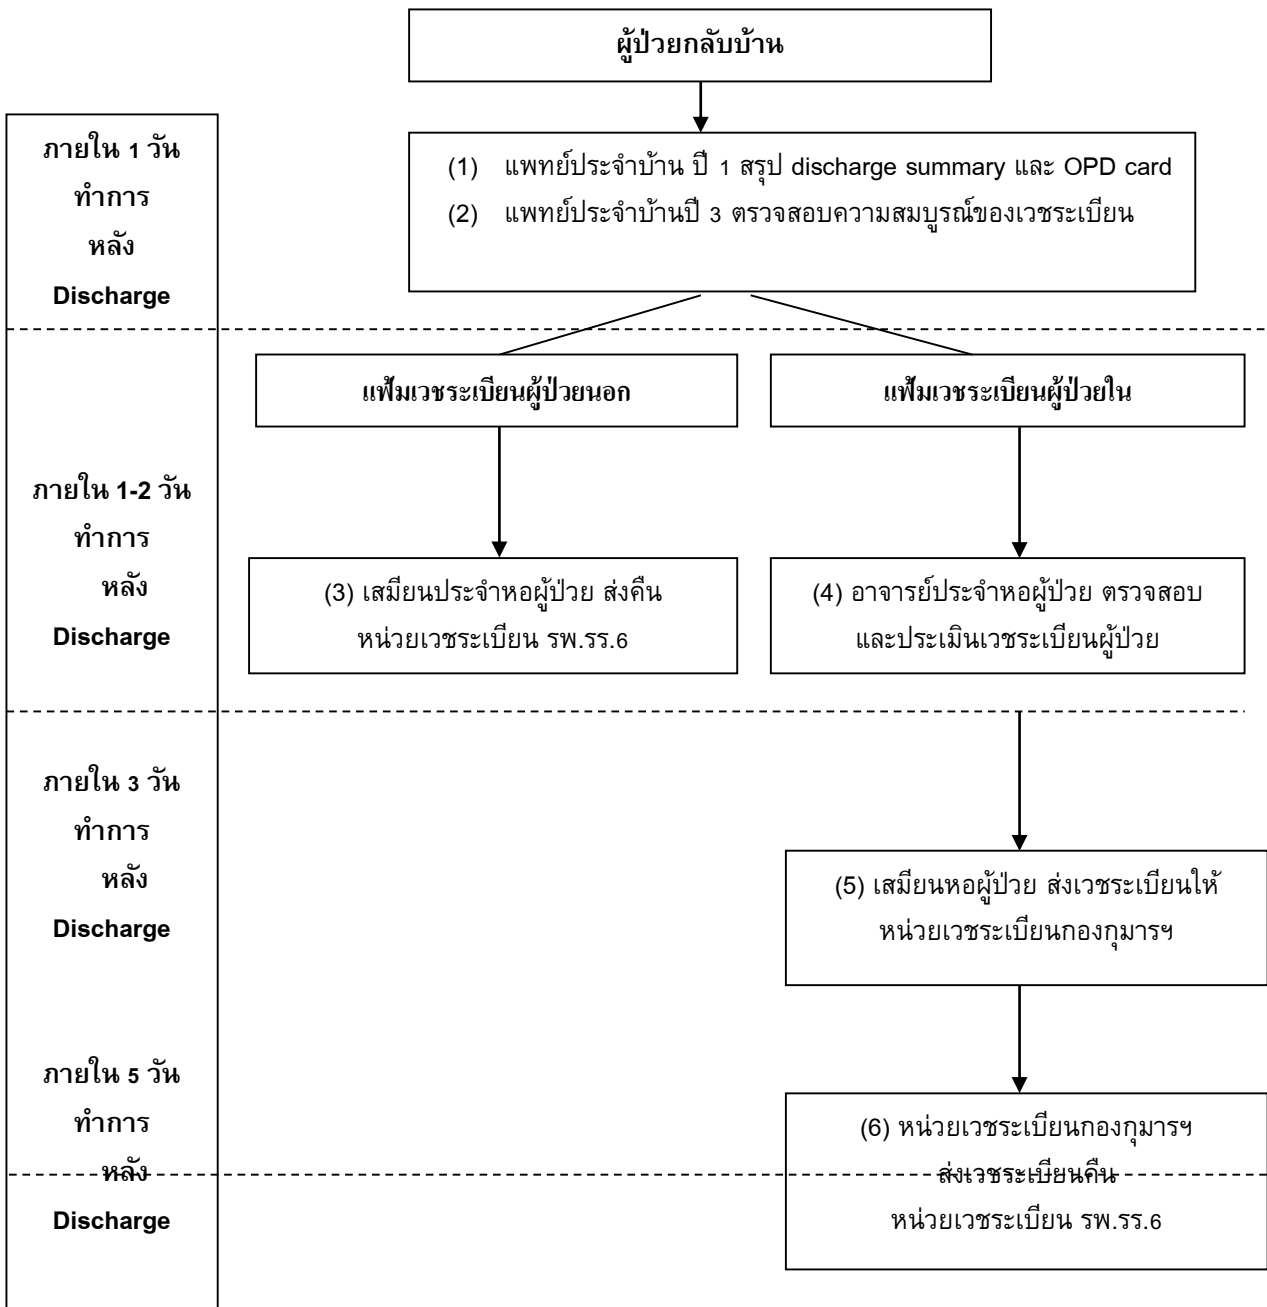 ผู้ป่วยกลับบ้าน
ภายใน 1 วัน
ทำการ
หลัง
Discharge
(1) แพทย์ประจำบ้าน ปี 1 สรุป discharge summary และ OPD card
(2) แพทย์ประจำบ้านปี 3 ตรวจสอบความสมบูรณ์ของเวชระเบียน
แฟ้มเวชระเบียนผู้ป่วยนอก
แฟ้มเวชระเบียนผู้ป่วยใน
ภายใน 1-2 วัน
ทำการ
หลัง
Discharge
(3) เสมียนประจำหอผู้ป่วย ส่งคืน
หน่วยเวชระเบียน รพ.รร.6
(4) อาจารย์ประจำหอผู้ป่วย ตรวจสอบ
และประเมินเวชระเบียนผู้ป่วย
ภายใน 3 วัน
ทำการ
หลัง
Discharge
(5) เสมียนหอผู้ป่วย ส่งเวชระเบียนให้
หน่วยเวชระเบียนกองกุมารฯ
ภายใน 5 วัน
ทำการ
หลัง
Discharge
(6) หน่วยเวชระเบียนกองกุมารฯ
ส่งเวชระเบียนคืน
หน่วยเวชระเบียน รพ.รร.6